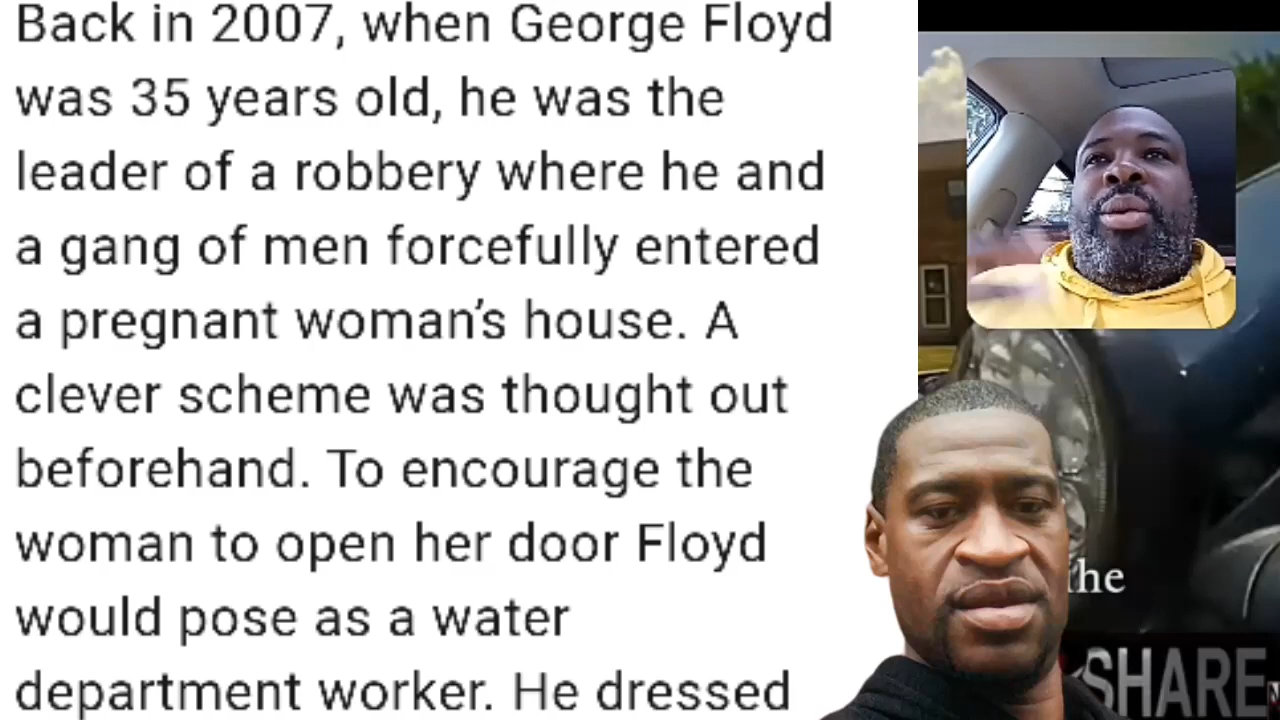 Back in 2007, when George Floyd
was 35 years old, he was the
leader of a robbery where he and
a gang of men forcefully entered
a pregnant woman's house. A
clever scheme was thought out
beforehand. To encourage the
woman to open her door Floyd
would pose as a water
department worker. He dressed
the
SHARE